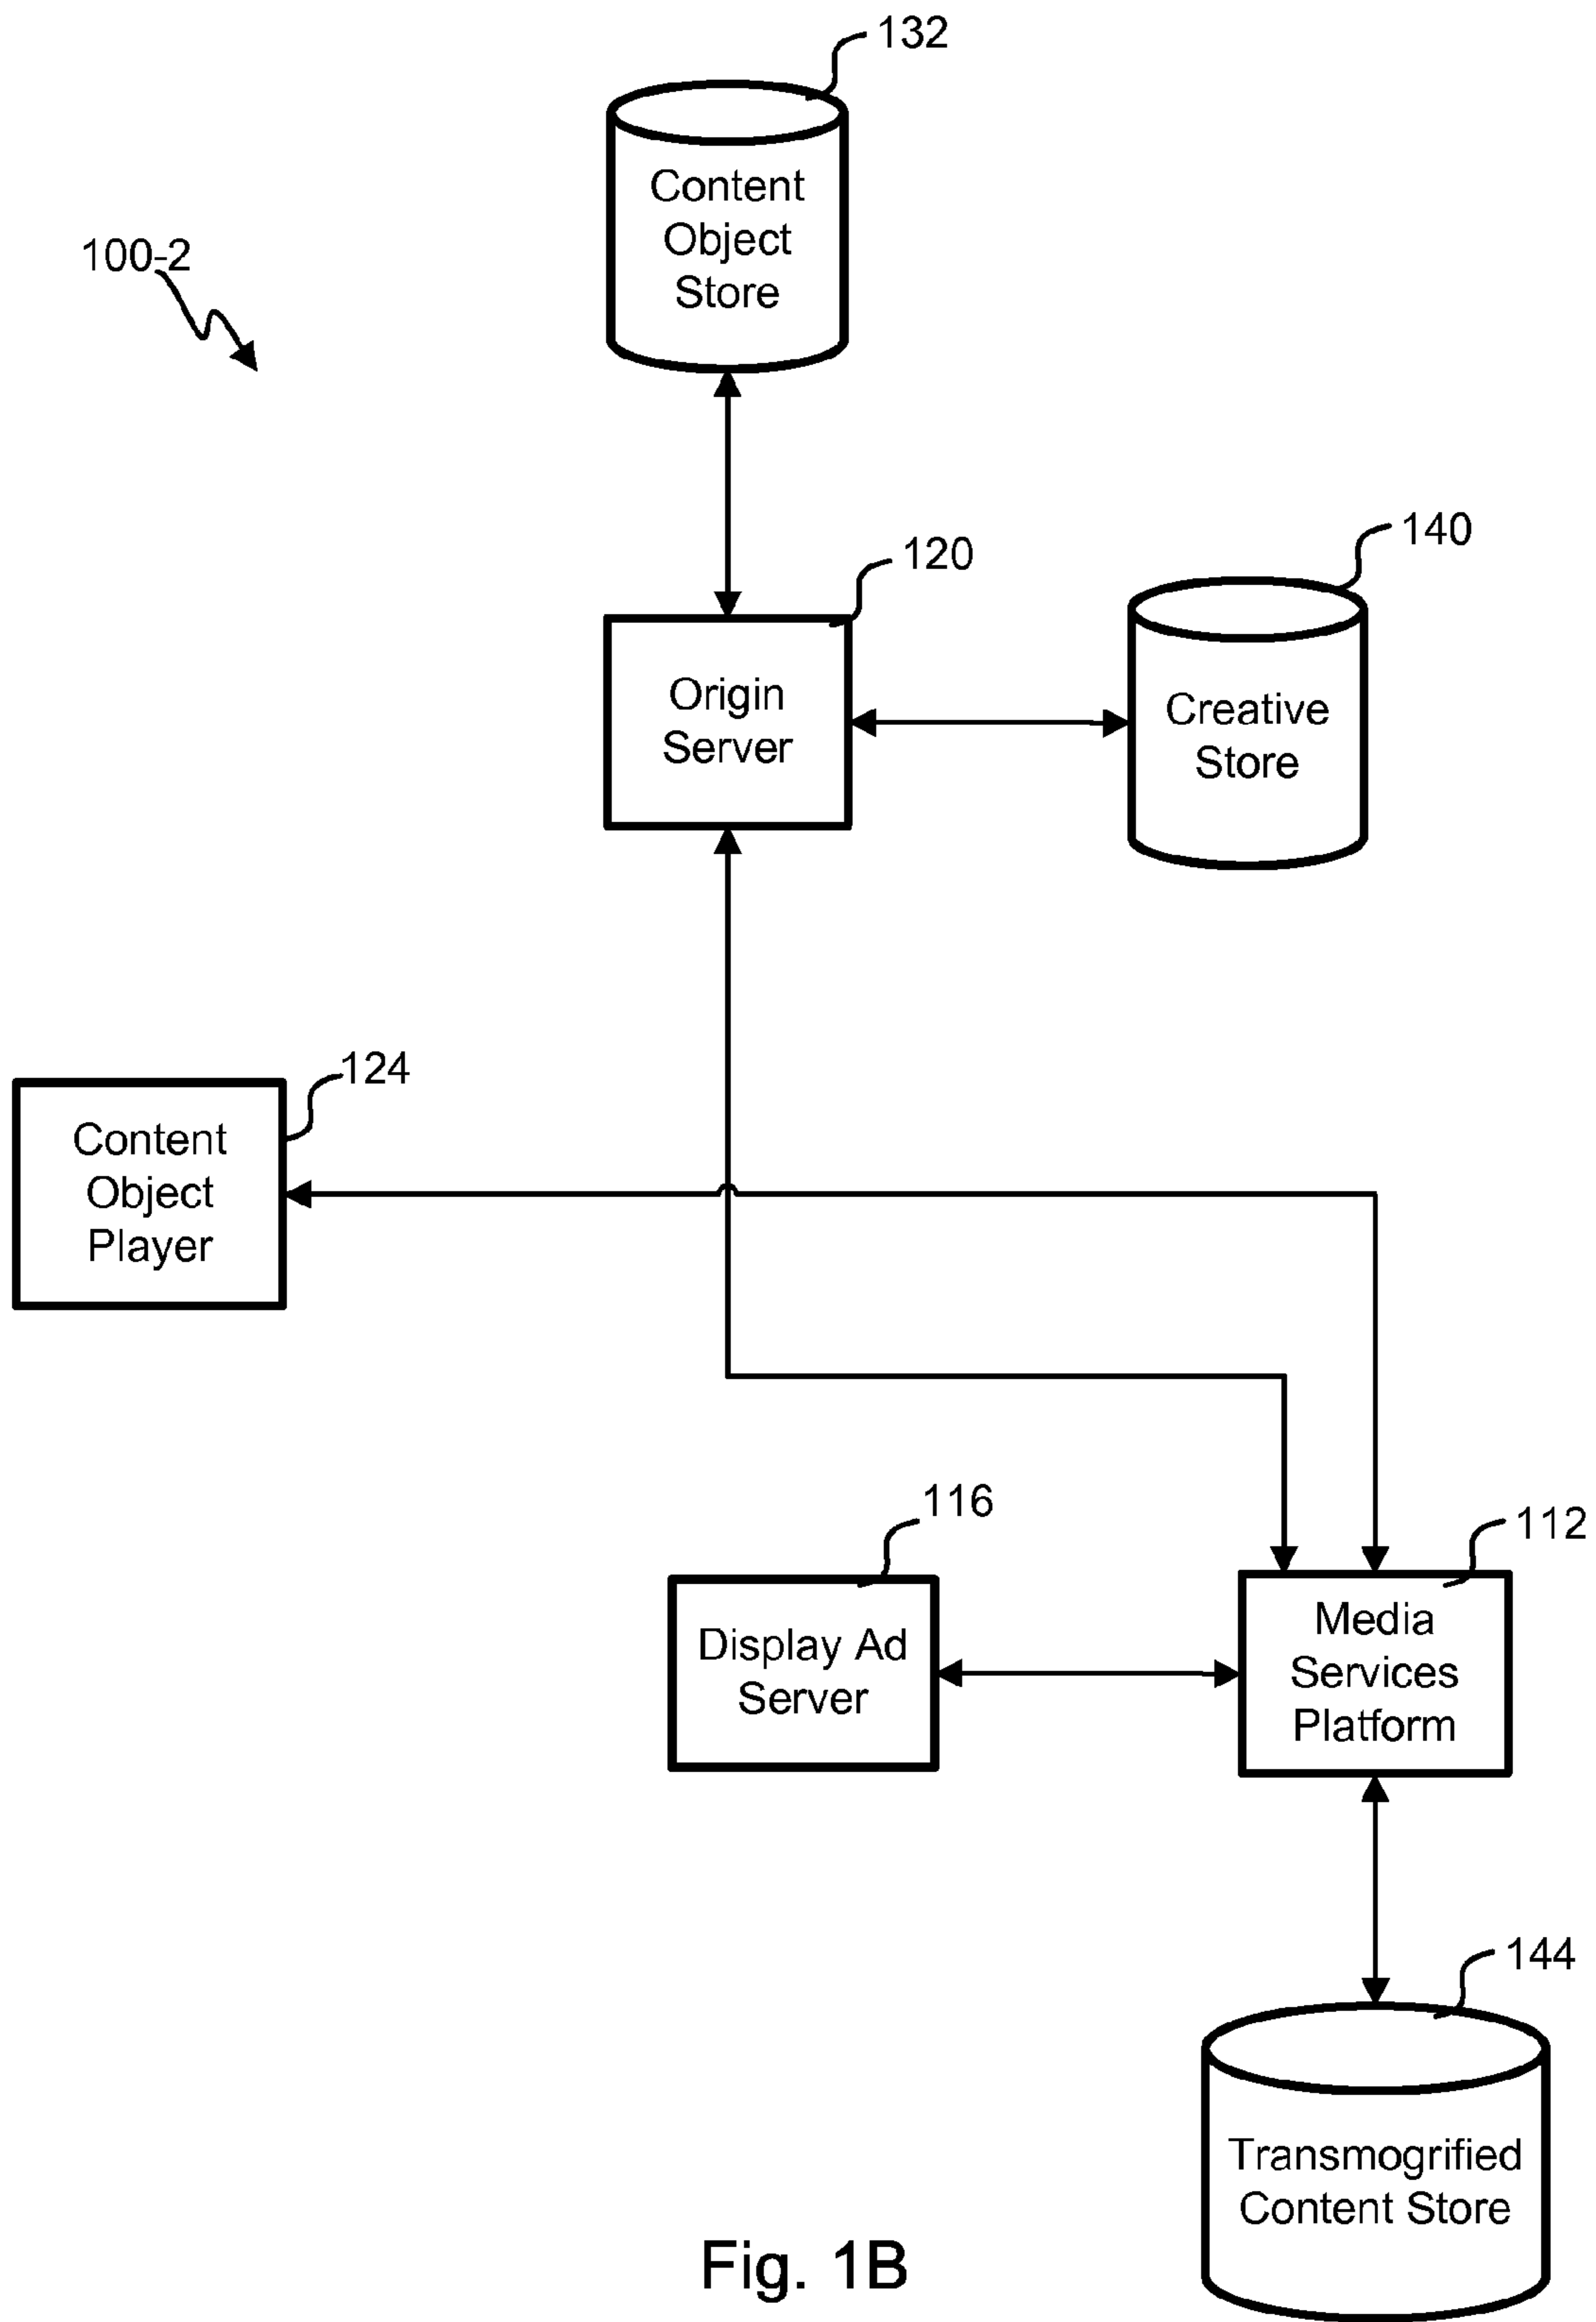 132
Content
Object
Store
100-2
140
120
Origin
Server
Creative
Store
124
Content
Object
Player
116
112
Display Ad
Server
Media
Services
Platform
144
Transmogrified
Content Store
Fig. 1B